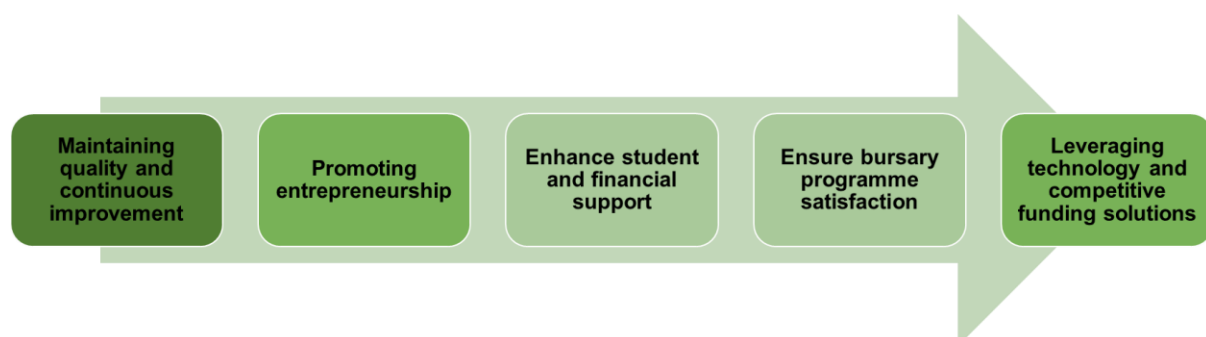 Maintaining
quality and
continuous
improvement
Promoting
entrepreneurship
Enhance student
and financial
support
Ensure bursary
programme
satisfaction
Leveraging
technology and
competitive
funding solutions